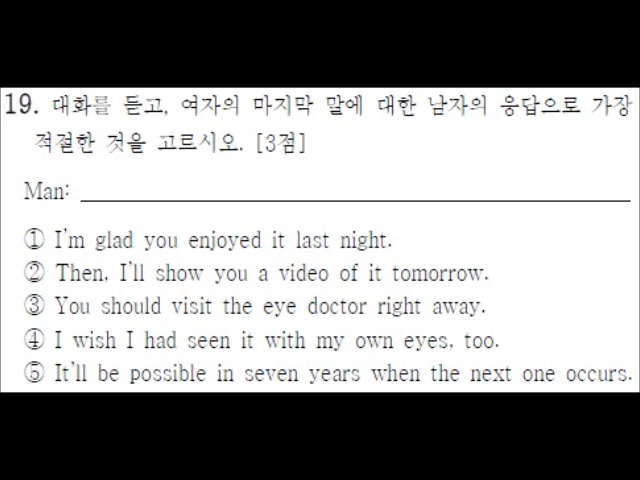 19. 대화를 듣고, 여자의 마지막 말에 대한 남자의 응답으로 가장
적절한 것을 고르시오. [3점]
Man:
① I'm glad you enjoyed it last night.
② Then, I'll show you a video of it tomorrow.
③ You should visit the eye doctor right away.
④ I wish I had seen it with my own eyes, too.
⑤ It'll be possible in seven years when the next one occurs.